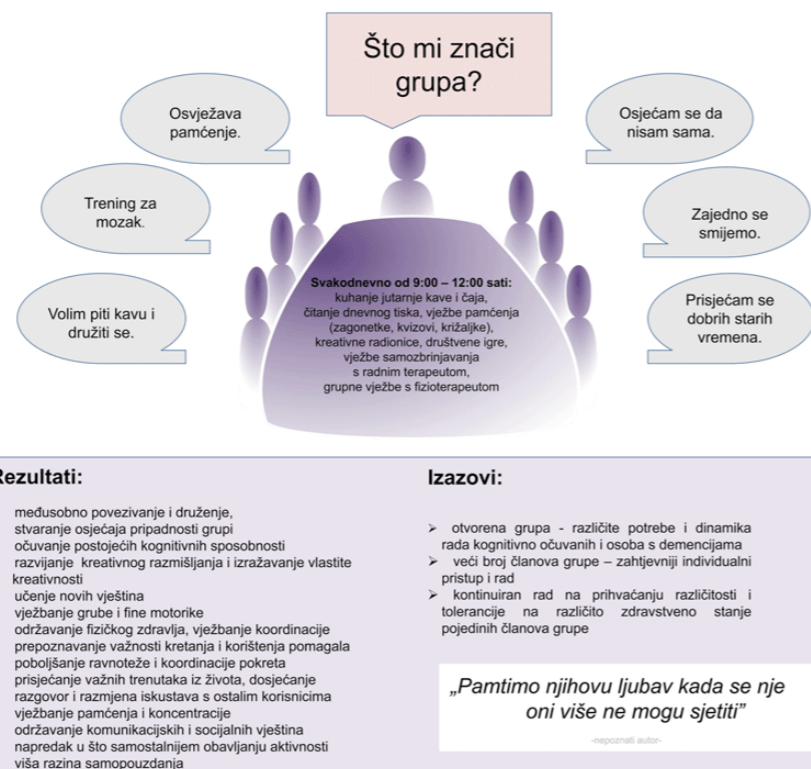 Što mi znači
grupa?
Osvježava
pamćenje.
Osjećam se da
nisam sama.
Trening za
mozak.
Zajedno se
smijemo.
Volim piti kavu i
družiti se.
Prisjećam se
dobrih starih
vremena.
Svakodnevno od 9:00 – 12:00 sati:
kuhanje jutarnje kave i čaja,
čitanje dnevnog tiska, vježbe pamćenja
(zagonetke, kvizovi, križaljke),
kreativne radionice, društvene igre,
vježbe samozbrinjavanja
s radnim terapeutom,
grupne vježbe s fizioterapeutom
Rezultati:
međusobno povezivanje i druženje,
stvaranje osjećaja pripadnosti grupi
očuvanje postojećih kognitivnih sposobnosti
razvijanje kreativnog razmišljanja i izražavanje vlastite
kreativnosti
učenje novih vještina
vježbanje grube i fine motorike
održavanje fizičkog zdravlja, vježbanje koordinacije
prepoznavanje važnosti kretanja i korištenja pomagala
poboljšanje ravnoteže i koordinacije pokreta
prisjećanje važnih trenutaka iz života, dosjećanje
razgovor i razmjena iskustava s ostalim korisnicima
vježbanje pamćenja i koncentracije
održavanje komunikacijskih i socijalnih vještina
napredak u što samostalnijem obavljanju aktivnosti
viša razina samopouzdanja
Izazovi:
➢ otvorena grupa - različite potrebe i dinamika
rada kognitivno očuvanih i osoba s demencijama
➢ veći broj članova grupe – zahtjevniji individualni
pristup i rad
➢ kontinuiran rad na prihvaćanju različitosti i
tolerancije na različito zdravstveno stanje
pojedinih članova grupe
„Pamtimo njihovu ljubav kada se nje
oni više ne mogu sjetiti”
-nepoznati autor-